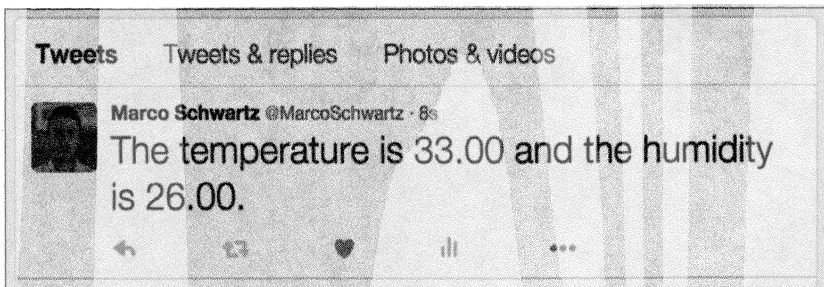 Tweets Tweets & replies Photos & videos
Marco Schwartz @MarcoSchwartz · 8s
The temperature is 33.00 and the humidity
is 26.00.